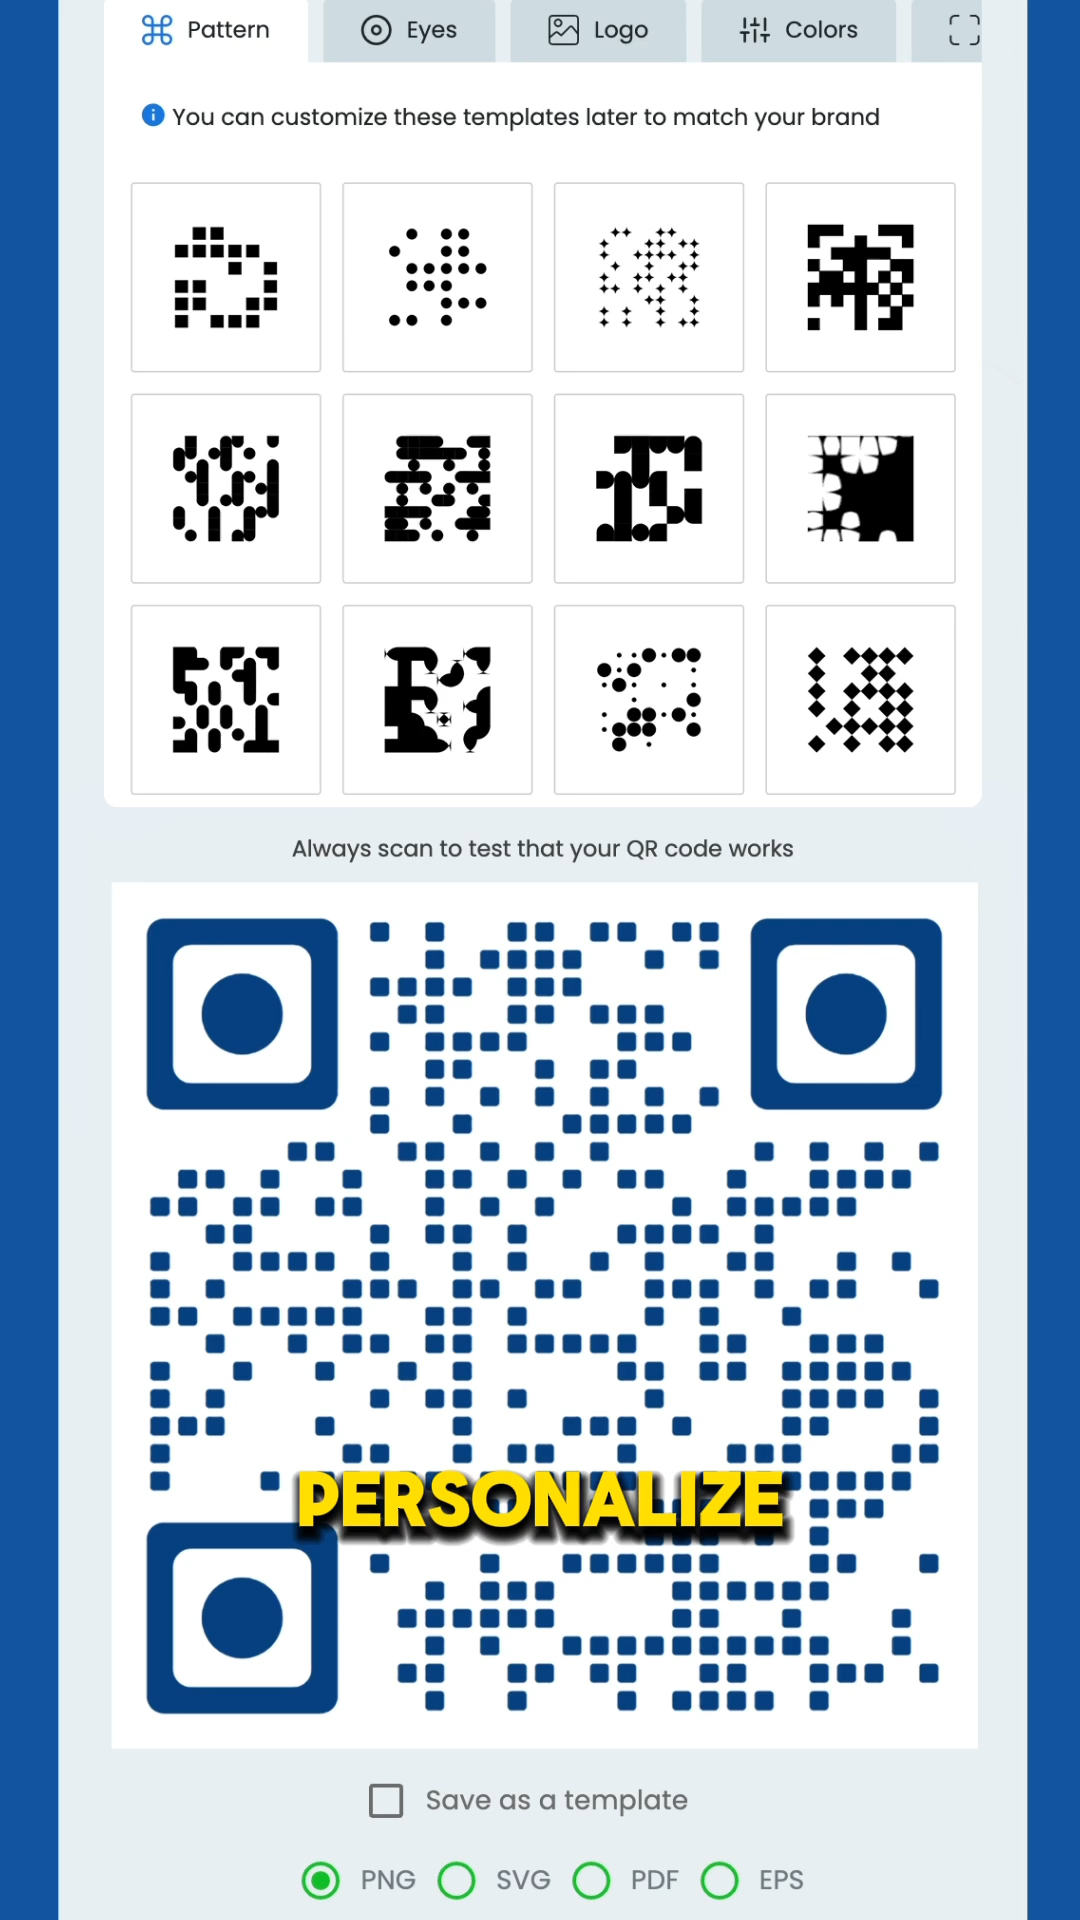 Pattern
Eyes
Logo
Colors
You can customize these templates later to match your brand
Always scan to test that your QR code works
PERSONALIZE
Save as a template
PNG
SVG
PDF
EPS